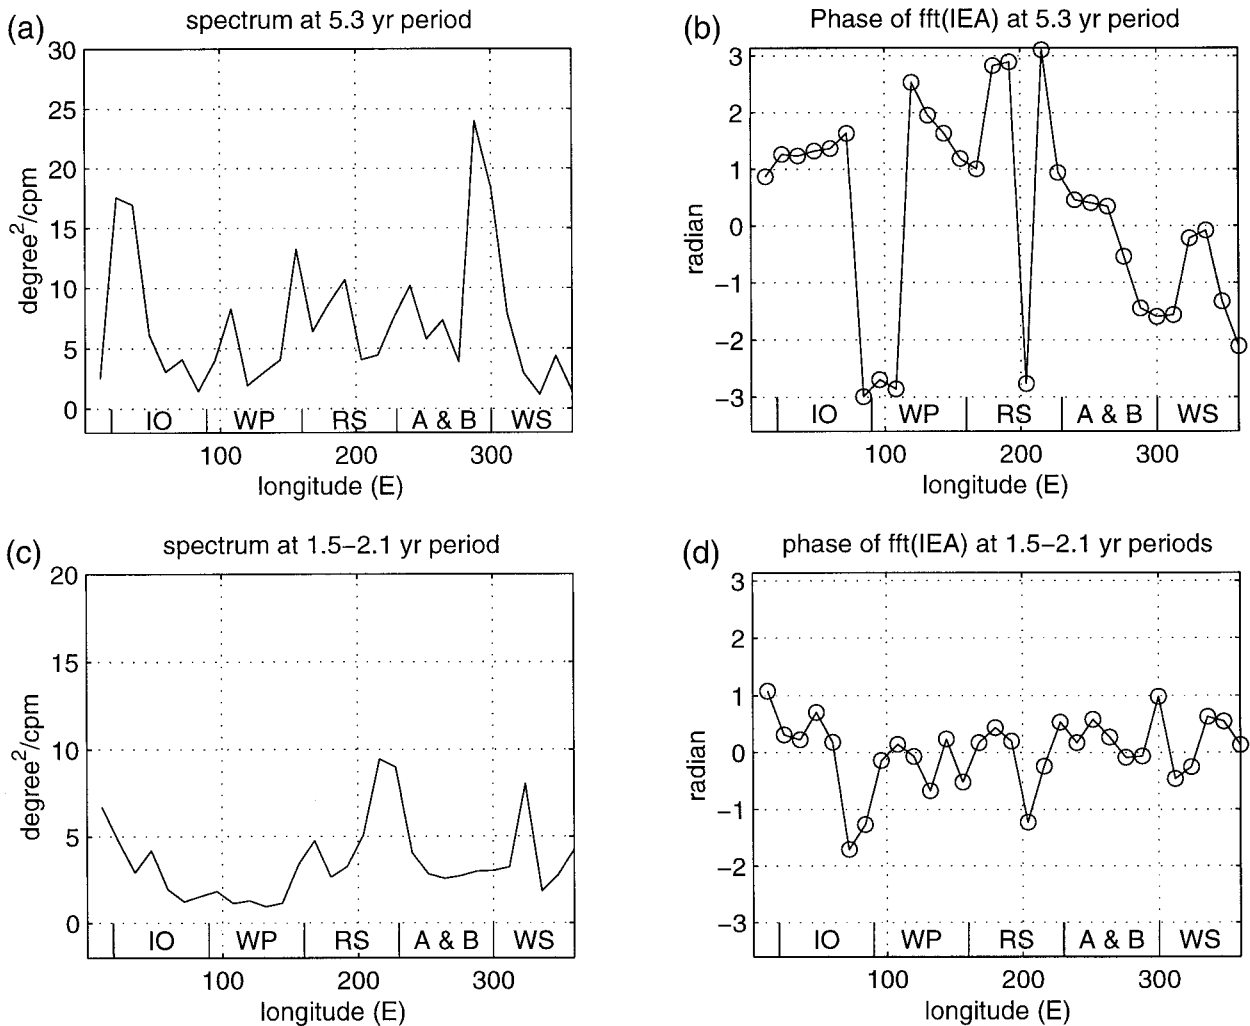 (a) spectrum at 5.3 yr period
30
25
20
15
10
5
0
degree²/cpm
IO WP RS A & B WS
100 200 300
longitude (E)
(b) Phase of fft(IEA) at 5.3 yr period
3
2
1
0
−1
−2
−3
radian
IO WP RS A & B WS
100 200 300
longitude (E)
(c) spectrum at 1.5−2.1 yr period
20
15
10
5
0
degree²/cpm
IO WP RS A & B WS
100 200 300
longitude (E)
(d) phase of fft(IEA) at 1.5−2.1 yr periods
3
2
1
0
−1
−2
−3
radian
IO WP RS A & B WS
100 200 300
longitude (E)